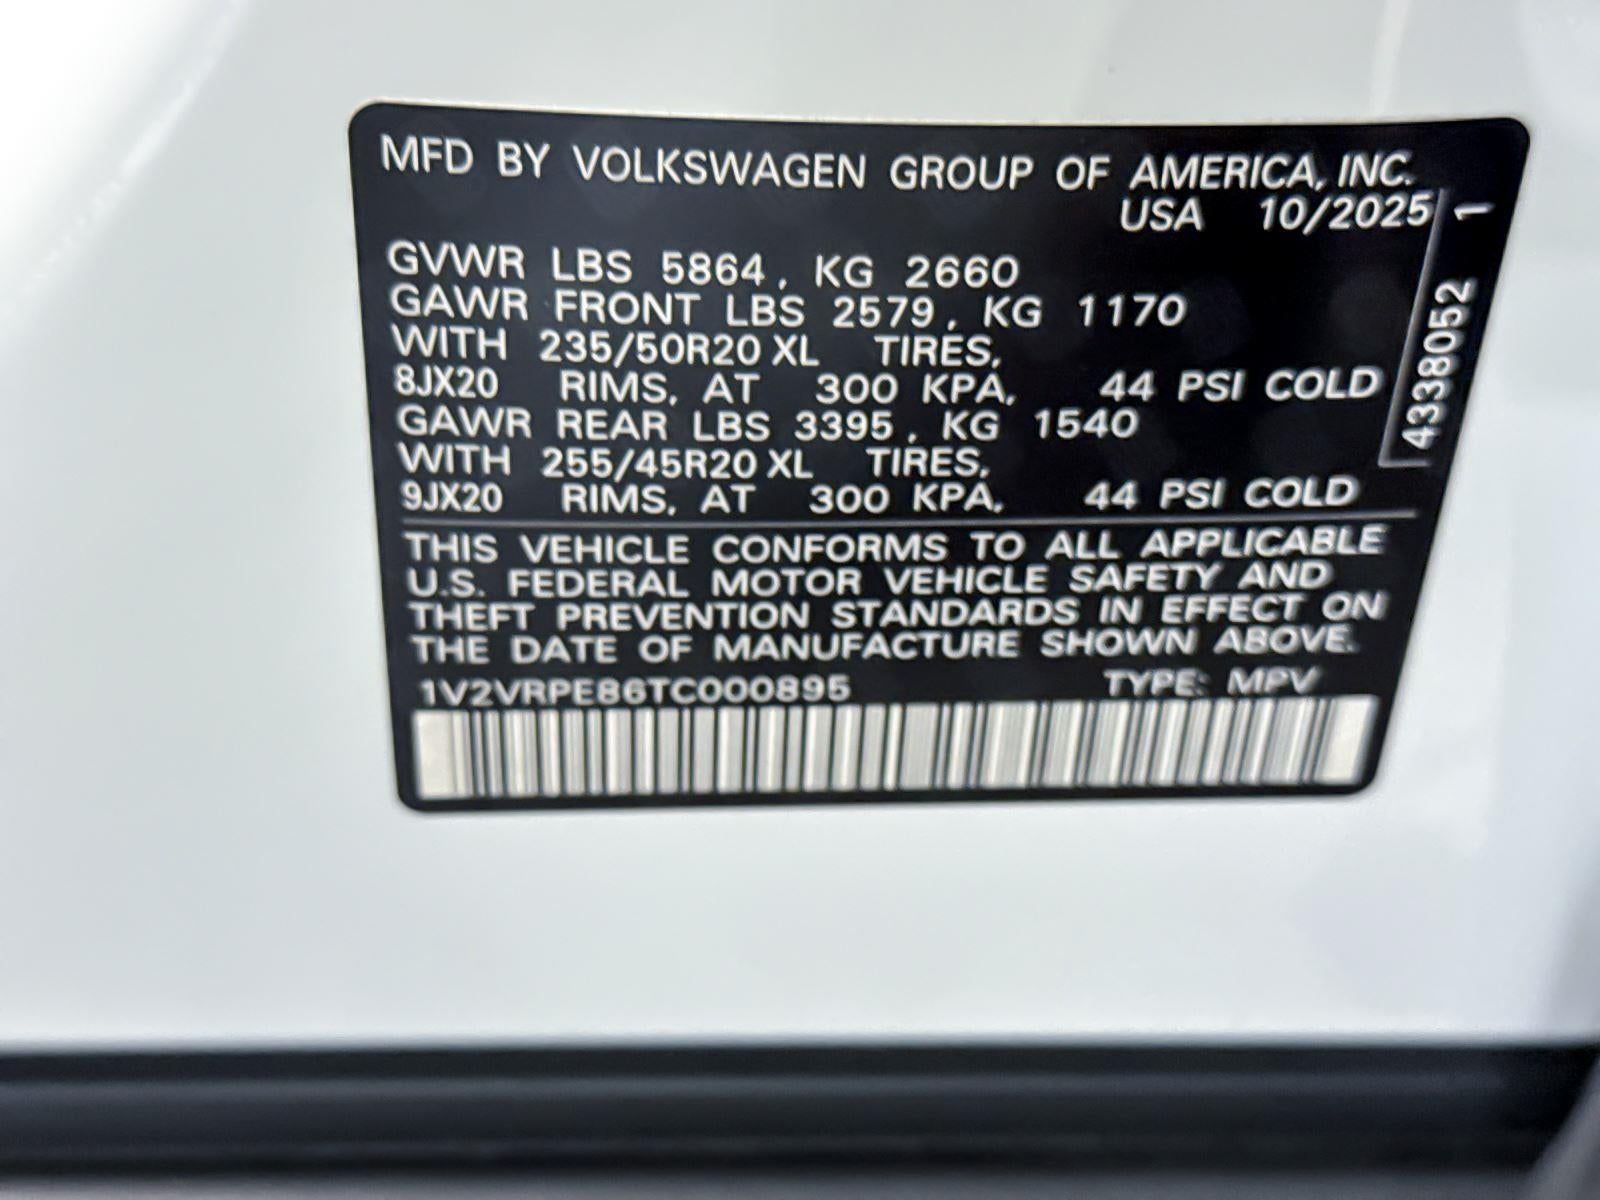 MFD BY VOLKSWAGEN GROUP OF AMERICA, INC.
USA 10/2025
GVWR LBS 5864, KG 2660
GAWR FRONT LBS 2579, KG 1170
WITH 235/50R20 XL TIRES,
8JX20 RIMS, AT 300 KPA, 44 PSI COLD
GAWR REAR LBS 3395, KG 1540
WITH 255/45R20 XL TIRES,
9JX20 RIMS, AT 300 KPA, 44 PSI COLD
THIS VEHICLE CONFORMS TO ALL APPLICABLE
U.S. FEDERAL MOTOR VEHICLE SAFETY AND
THEFT PREVENTION STANDARDS IN EFFECT ON
THE DATE OF MANUFACTURE SHOWN ABOVE.
1V2VRPE86TC000895 TYPE: MPV
4338052 1